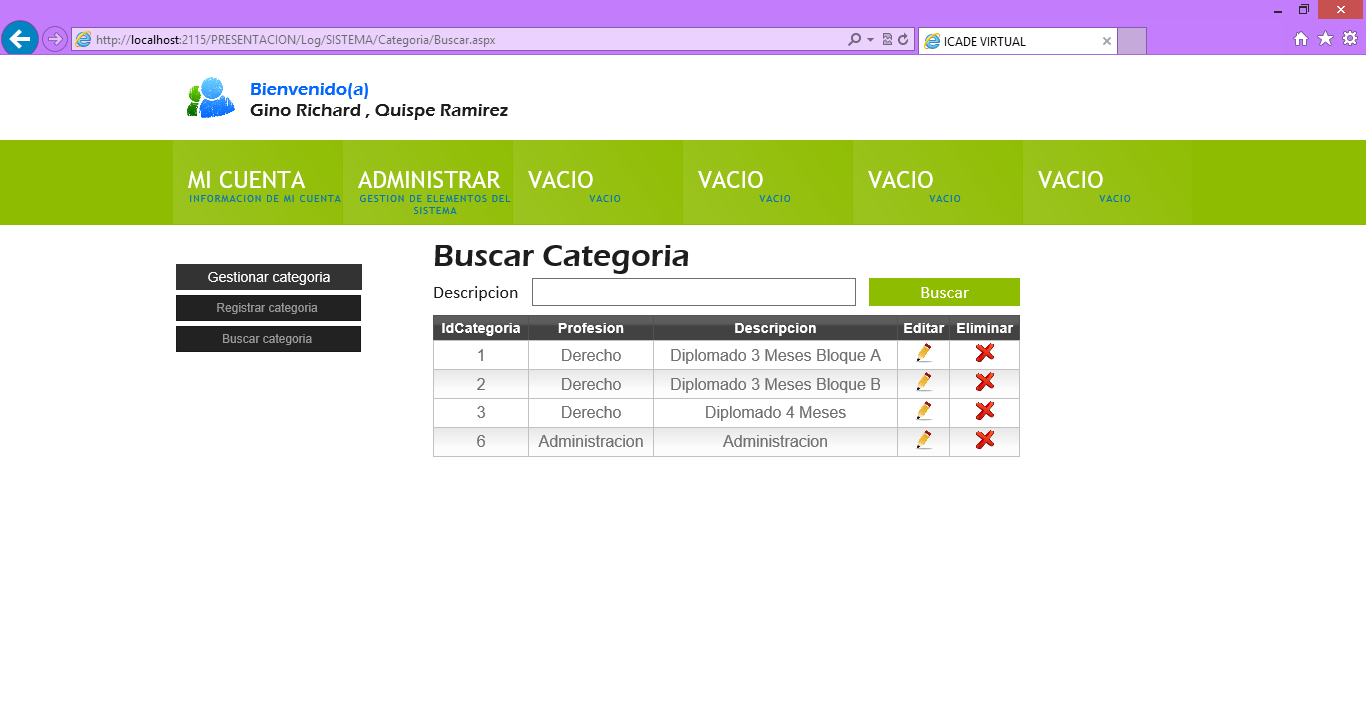 http://localhost:2115/PRESENTACION/Log/SISTEMA/Categoria/Buscar.aspx
ICADE VIRTUAL
Bienvenido(a)
Gino Richard , Quispe Ramirez
MI CUENTA
INFORMACION DE MI CUENTA
ADMINISTRAR
GESTION DE ELEMENTOS DEL
SISTEMA
VACIO
VACIO
VACIO
VACIO
VACIO
VACIO
VACIO
VACIO
Gestionar categoria
Registrar categoria
Buscar categoria
Buscar Categoria
Descripcion
Buscar
IdCategoria Profesion Descripcion Editar Eliminar
1 Derecho Diplomado 3 Meses Bloque A
2 Derecho Diplomado 3 Meses Bloque B
3 Derecho Diplomado 4 Meses
6 Administracion Administracion